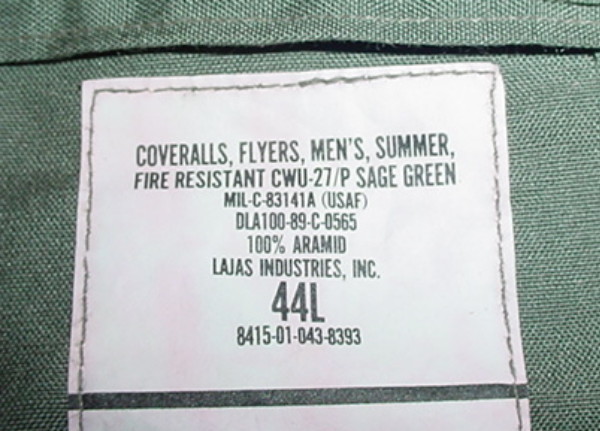 COVERALLS, FLYERS, MEN'S, SUMMER,
FIRE RESISTANT CWU-27/P SAGE GREEN
MIL-C-83141A (USAF)
DLA100-89-C-0565
100% ARAMID
LAJAS INDUSTRIES, INC.
44L
8415-01-043-8393